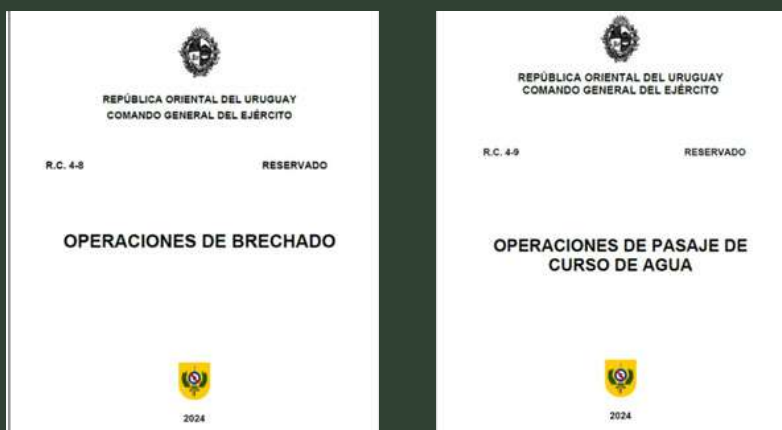 REPÚBLICA ORIENTAL DEL URUGUAY
COMANDO GENERAL DEL EJÉRCITO
R.C. 4-8 RESERVADO
OPERACIONES DE BRECHADO
2024
REPÚBLICA ORIENTAL DEL URUGUAY
COMANDO GENERAL DEL EJÉRCITO
R.C. 4-9 RESERVADO
OPERACIONES DE PASAJE DE
CURSO DE AGUA
2024